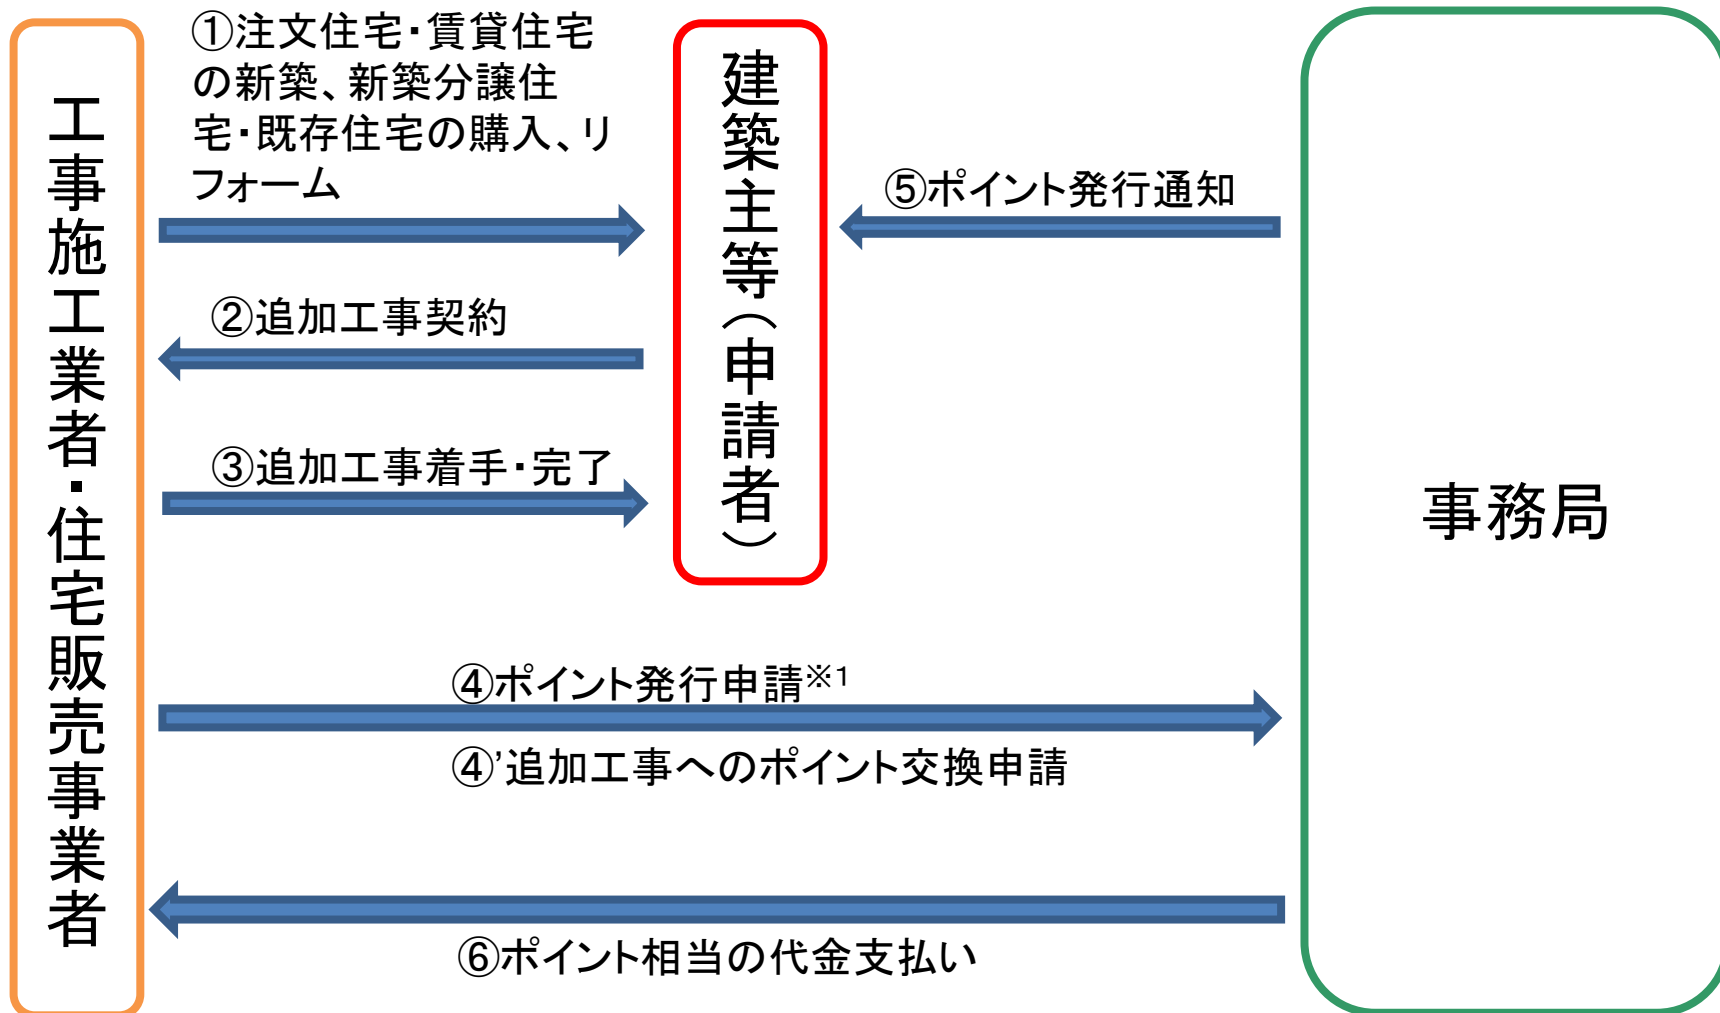 工事施工業者・住宅販売事業者
①注文住宅・賃貸住宅
の新築、新築分譲住
宅・既存住宅の購入、リ
フォーム
②追加工事契約
③追加工事着手・完了
建築主等（申請者）
⑤ポイント発行通知
④ポイント発行申請※1
④'追加工事へのポイント交換申請
⑥ポイント相当の代金支払い
事務局